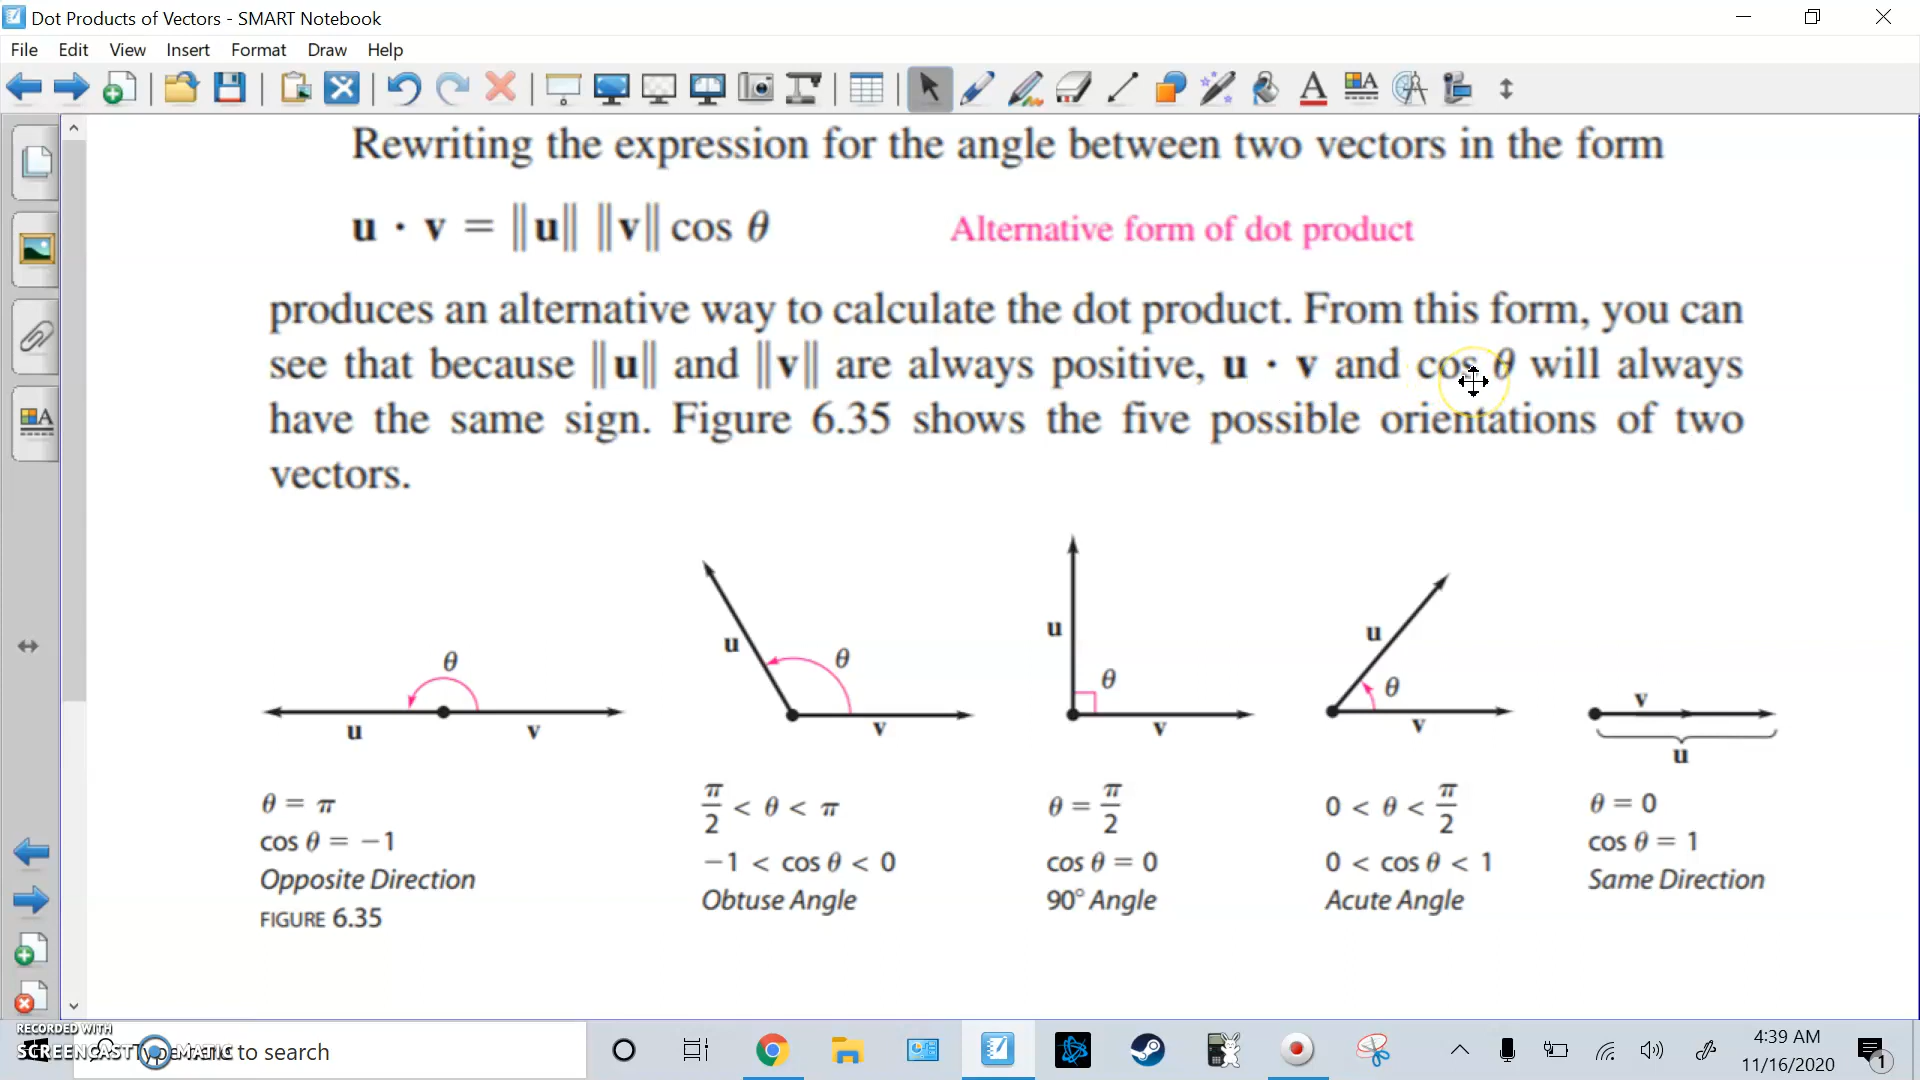 Dot Products of Vectors - SMART Notebook
File Edit View Insert Format Draw Help
Rewriting the expression for the angle between two vectors in the form
u · v = ‖u‖ ‖v‖ cos θ Alternative form of dot product
produces an alternative way to calculate the dot product. From this form, you can
see that because ‖u‖ and ‖v‖ are always positive, u · v and cos θ will always
have the same sign. Figure 6.35 shows the five possible orientations of two
vectors.
θ
u v
u θ
v
u θ
v
u θ
v
v
u
θ = π
cos θ = −1
Opposite Direction
FIGURE 6.35
π/2 < θ < π
−1 < cos θ < 0
Obtuse Angle
θ = π/2
cos θ = 0
90° Angle
0 < θ < π/2
0 < cos θ < 1
Acute Angle
θ = 0
cos θ = 1
Same Direction
RECORDED WITH
SCREENCAST MATIC
Type to search
4:39 AM
11/16/2020
1